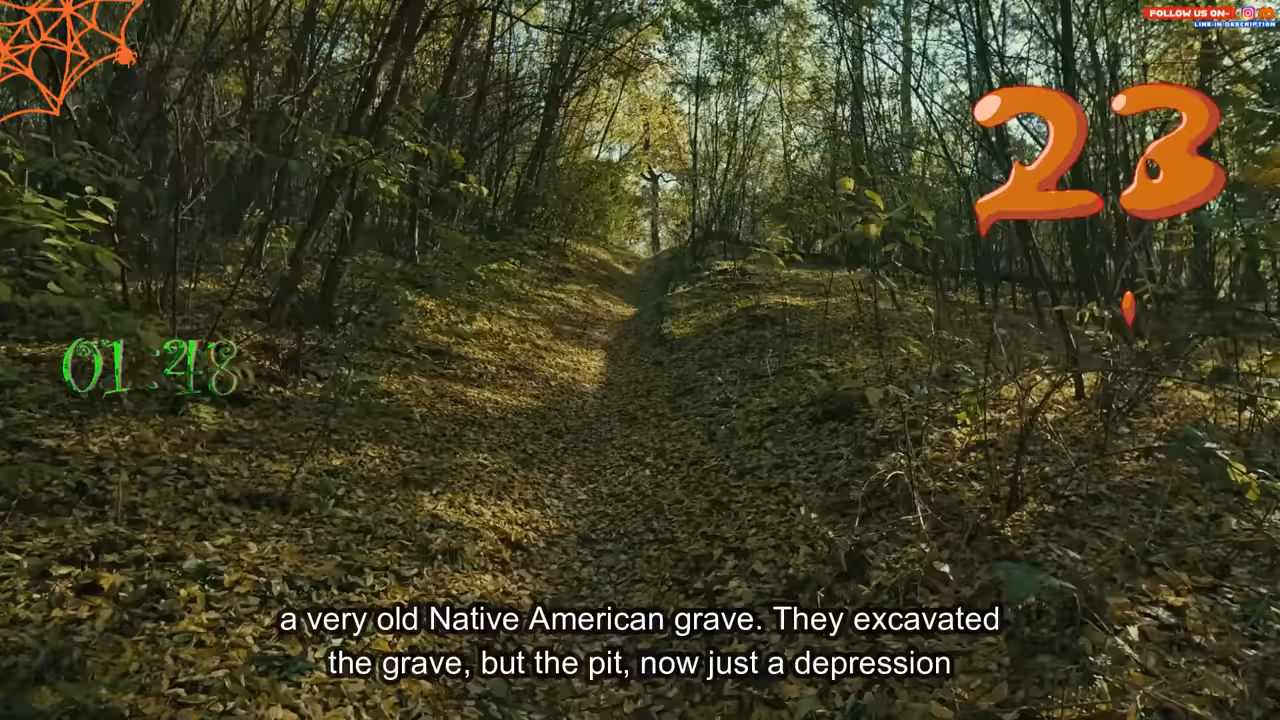 FOLLOW US ON-
LINK IN DESCRIPTION
23
01:48
a very old Native American grave. They excavated
the grave, but the pit, now just a depression